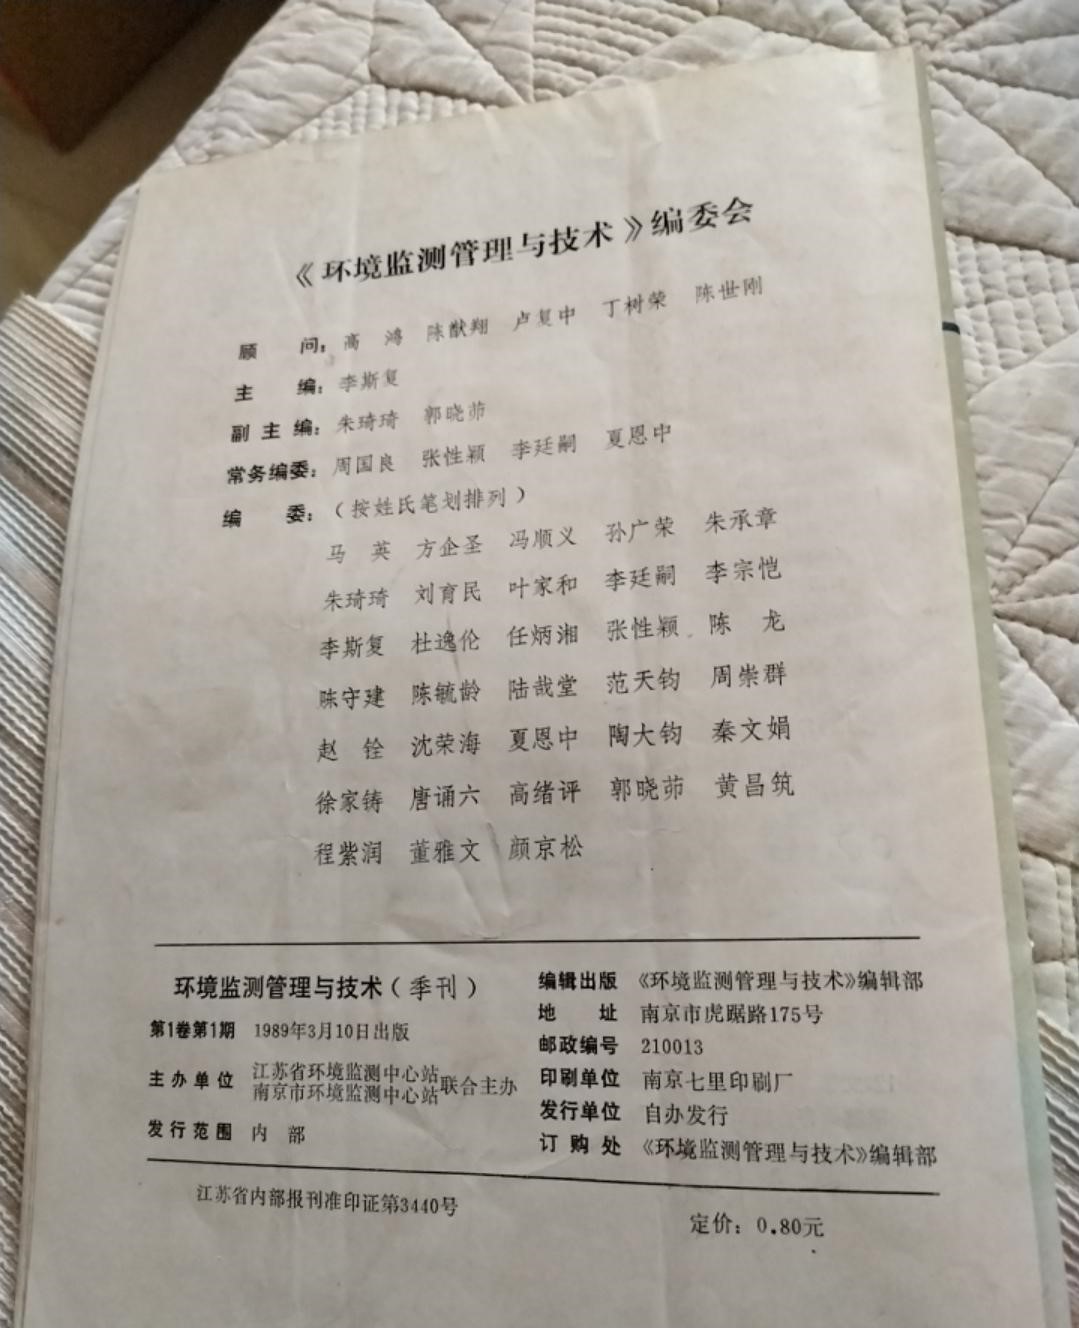 《环境监测管理与技术》编委会
顾　　问：高　鸿　陈猷翔　卢复中　丁树荣　陈世刚
主　　编：李斯复
副 主 编：朱琦琦　郭晓茆
常务编委：周国良　张性颖　李廷嗣　夏恩中
编　　委：（按姓氏笔划排列）
马　英　方企圣　冯顺义　孙广荣　朱承章
朱琦琦　刘育民　叶家和　李廷嗣　李宗恺
李斯复　杜逸伦　任炳湘　张性颖　陈　龙
陈守建　陈毓龄　陆哉堂　范天钧　周崇群
赵　铨　沈荣海　夏恩中　陶大钧　秦文娟
徐家铸　唐诵六　高绪评　郭晓茆　黄昌筑
程紫润　董雅文　颜京松
环境监测管理与技术（季刊）
第1卷第1期　1989年3月10日出版
主办单位　江苏省环境监测中心站
南京市环境监测中心站联合主办
发行范围　内　部
编辑出版　《环境监测管理与技术》编辑部
地　　址　南京市虎踞路175号
邮政编号　210013
印刷单位　南京七里印刷厂
发行单位　自办发行
订 购 处　《环境监测管理与技术》编辑部
江苏省内部报刊准印证第3440号
定价：0.80元